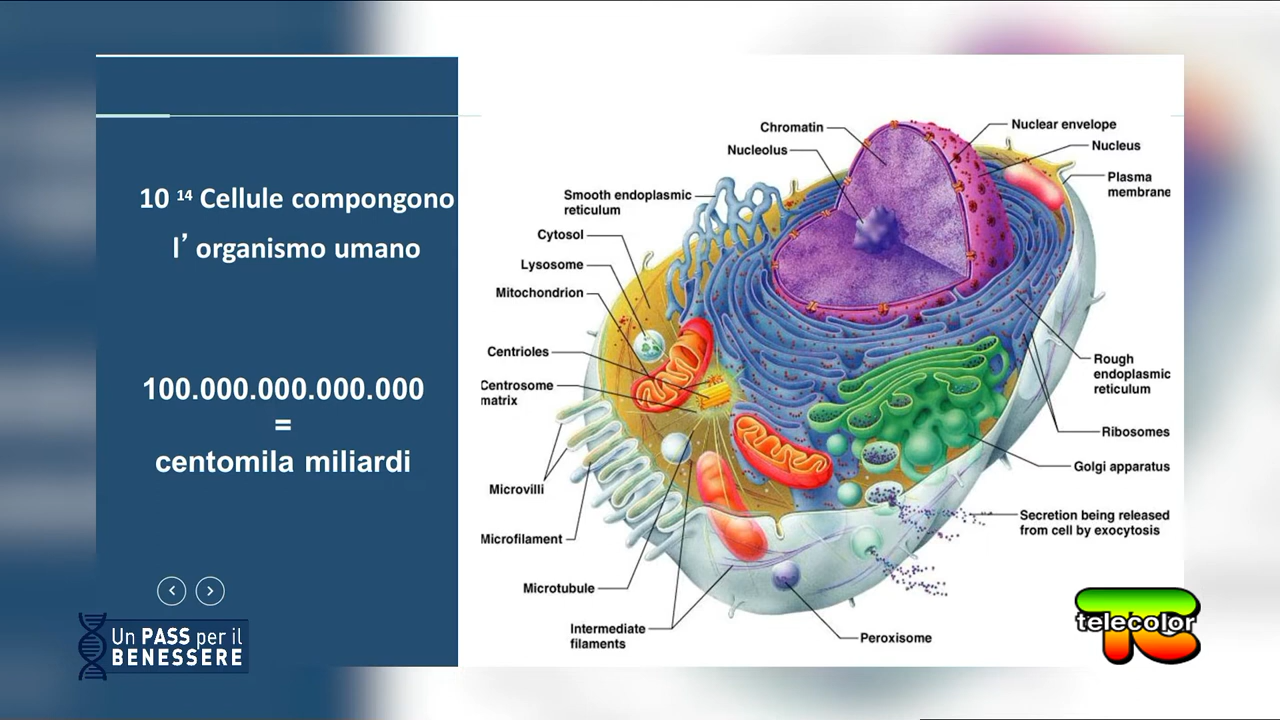 10 14 Cellule compongono
l’ organismo umano
100.000.000.000.000
=
centomila miliardi
Un PASS per il
BENESSERE
Chromatin
Nucleolus
Smooth endoplasmic
reticulum
Cytosol
Lysosome
Mitochondrion
Centrioles
Centrosome
matrix
Microvilli
Microfilament
Microtubule
Intermediate
filaments
Nuclear envelope
Nucleus
Plasma
membrane
Rough
endoplasmic
reticulum
Ribosomes
Golgi apparatus
Secretion being released
from cell by exocytosis
Peroxisome
telecolor